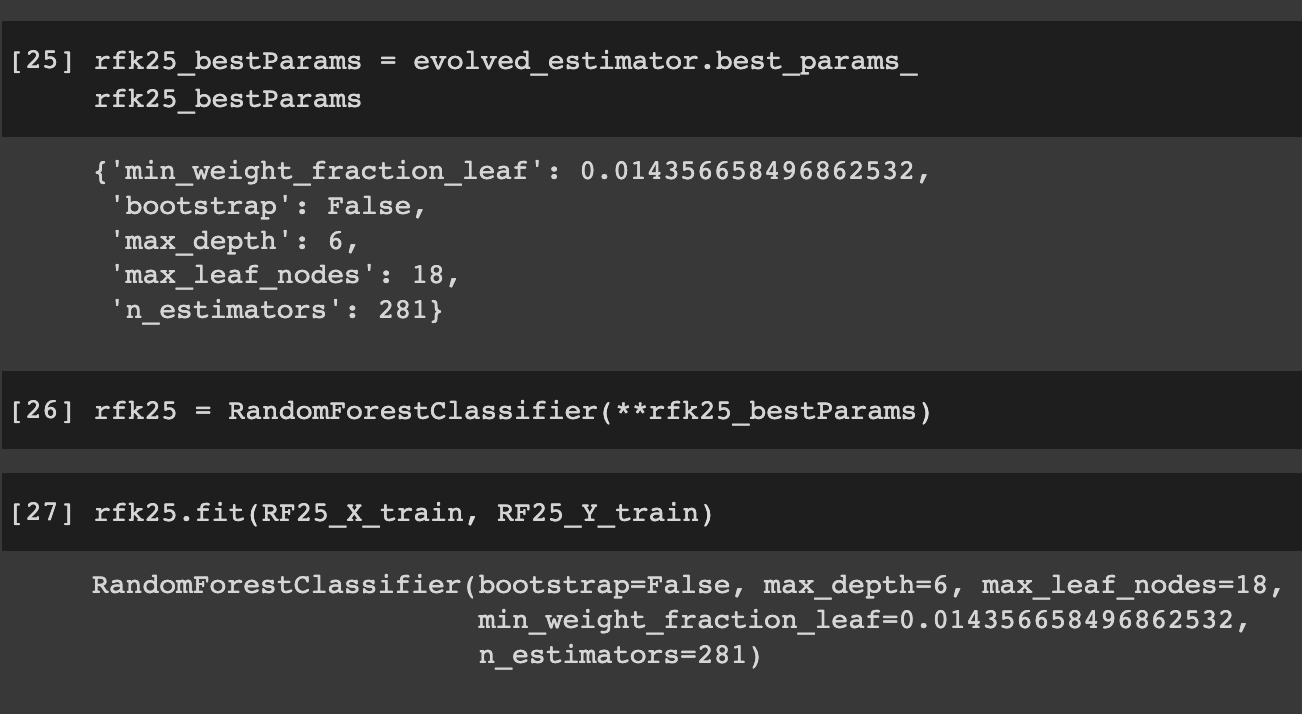 [25] rfk25_bestParams = evolved_estimator.best_params_
rfk25_bestParams
{'min_weight_fraction_leaf': 0.014356658496862532,
'bootstrap': False,
'max_depth': 6,
'max_leaf_nodes': 18,
'n_estimators': 281}
[26] rfk25 = RandomForestClassifier(**rfk25_bestParams)
[27] rfk25.fit(RF25_X_train, RF25_Y_train)
RandomForestClassifier(bootstrap=False, max_depth=6, max_leaf_nodes=18,
min_weight_fraction_leaf=0.014356658496862532,
n_estimators=281)